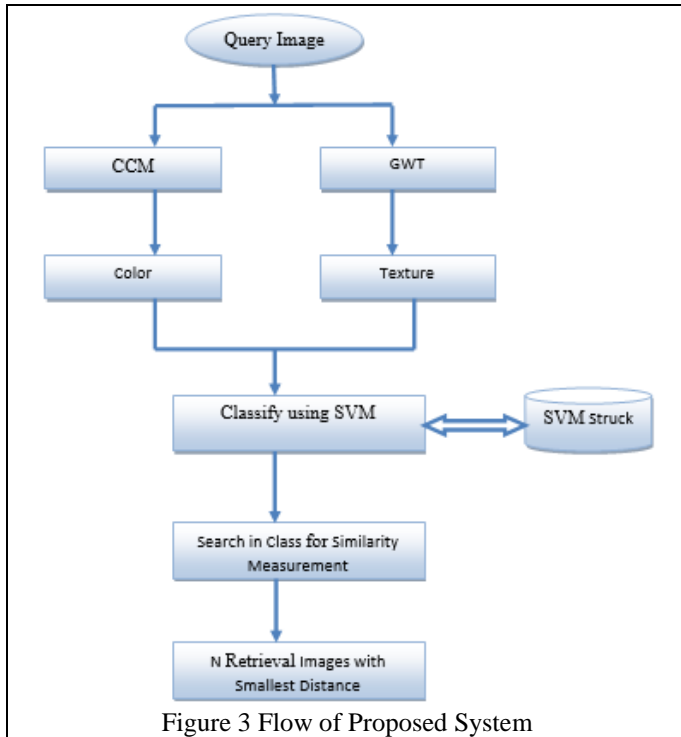 Query Image
CCM
GWT
Color
Texture
Classify using SVM
SVM Struck
Search in Class for Similarity
Measurement
N Retrieval Images with
Smallest Distance
Figure 3 Flow of Proposed System